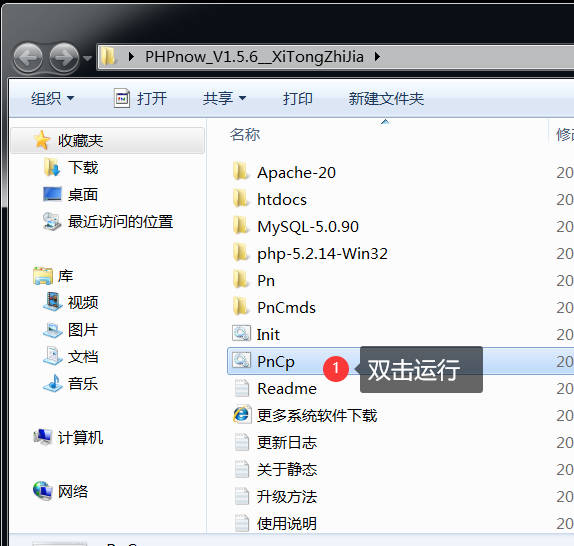 PHPnow_V1.5.6__XiTongZhiJia
组织 打开 共享 打印 新建文件夹
收藏夹
下载
桌面
最近访问的位置
库
视频
图片
文档
音乐
计算机
网络
名称
Apache-20 20
htdocs 20
MySQL-5.0.90 20
php-5.2.14-Win32 20
Pn 20
PnCmds 20
Init 20
PnCp 1 双击运行 20
Readme 20
更多系统软件下载 20
更新日志 20
关于静态 20
升级方法 20
使用说明 20